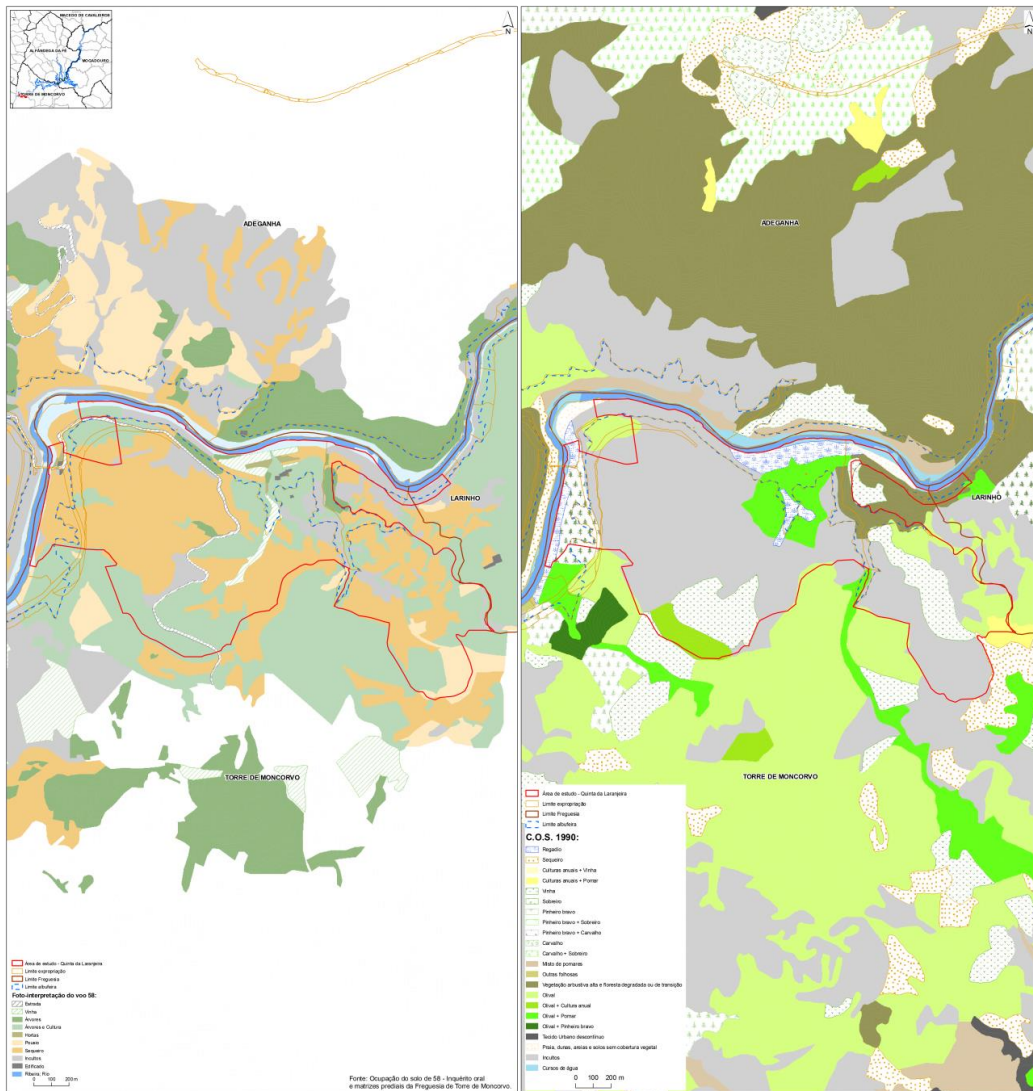 MACEDO DE CAVALEIROS
ALFÂNDEGA DA FÉ
MOGADOURO
TORRE DE MONCORVO
N
ADEGANHA
LARINHO
TORRE DE MONCORVO
Área de estudo - Quinta da Laranjeira
Limite expropriação
Limite Freguesia
Limite albufeira
Foto-interpretação do voo 58:
Estrada
Vinha
Árvores
Árvores e Cultura
Hortas
Pousio
Sequeiro
Incultos
Edificado
Ribeira; Rio
0 100 200 m
Fonte: Ocupação do solo de 58 - Inquérito oral
e matrizes prediais da Freguesia de Torre de Moncorvo.
N
ADEGANHA
LARINHO
TORRE DE MONCORVO
Área de estudo - Quinta da Laranjeira
Limite expropriação
Limite Freguesia
Limite albufeira
C.O.S. 1990:
Regadio
Sequeiro
Culturas anuais + Vinha
Culturas anuais + Pomar
Vinha
Sobreiro
Pinheiro bravo
Pinheiro bravo + Sobreiro
Pinheiro bravo + Carvalho
Carvalho
Carvalho + Sobreiro
Misto de pomares
Outras folhosas
Vegetação arbustiva alta e floresta degradada ou de transição
Olival
Olival + Cultura anual
Olival + Pomar
Olival + Pinheiro bravo
Tecido Urbano descontínuo
Praia, dunas, areias e solos sem cobertura vegetal
Incultos
Cursos de água
0 100 200 m